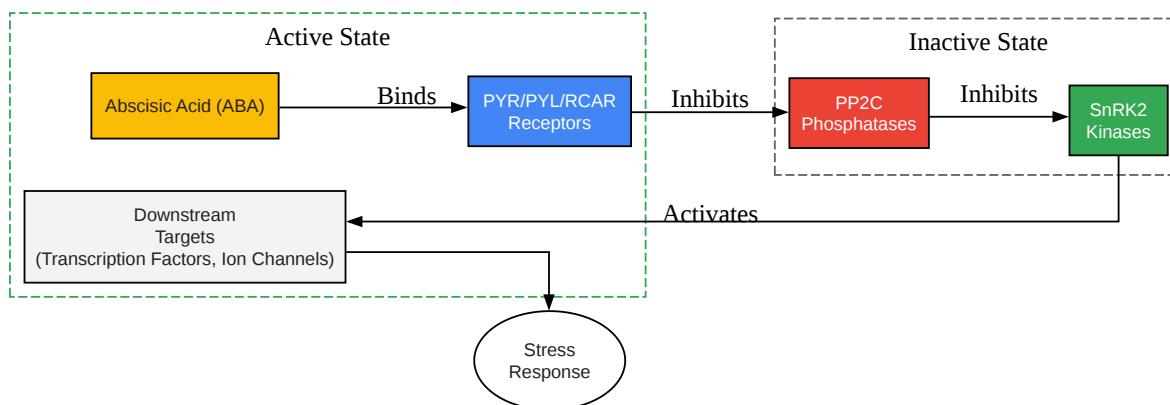 Active State
Inactive State
Abscisic Acid (ABA)
Binds
PYR/PYL/RCAR
Receptors
Inhibits
PP2C
Phosphatases
Inhibits
SnRK2
Kinases
Activates
Downstream
Targets
(Transcription Factors, Ion Channels)
Stress
Response